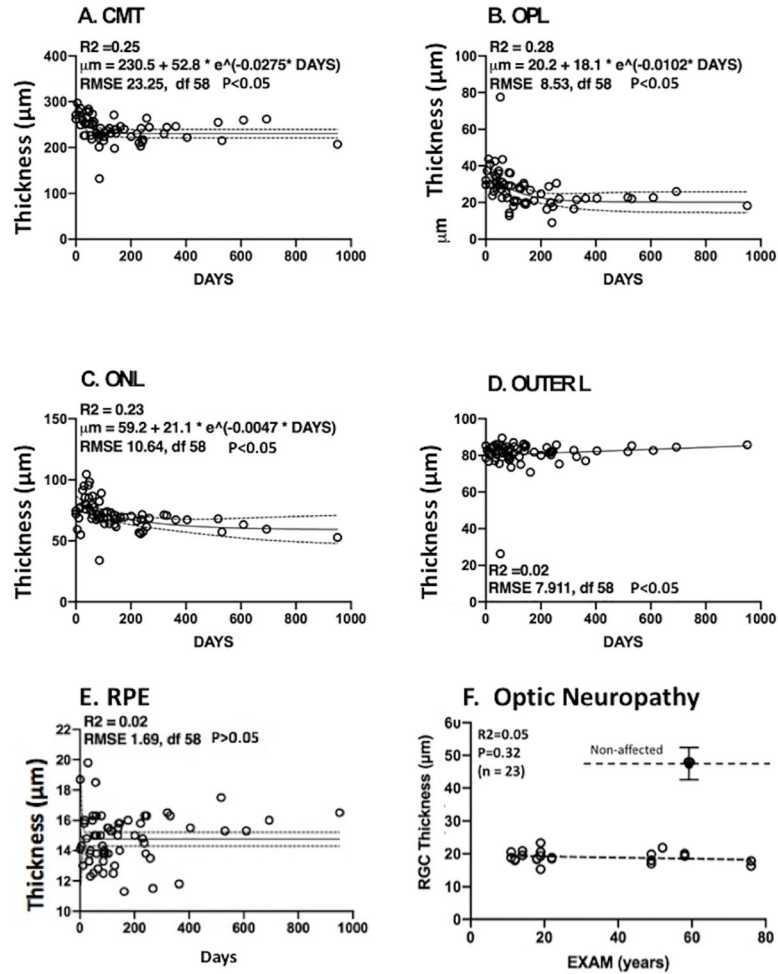 A. CMT
R2 =0.25
µm = 230.5 + 52.8 * e^(-0.0275* DAYS)
RMSE 23.25, df 58 P<0.05
Thickness (µm)
400
300
200
100
0
0 200 400 600 800 1000
DAYS
B. OPL
R2 = 0.28
µm = 20.2 + 18.1 * e^(-0.0102* DAYS)
RMSE 8.53, df 58 P<0.05
Thickness (µm)
µm
100
80
60
40
20
0
0 200 400 600 800 1000
DAYS
C. ONL
R2 = 0.23
µm = 59.2 + 21.1 * e^(-0.0047 * DAYS)
RMSE 10.64, df 58 P<0.05
Thickness (µm)
150
100
50
0
0 200 400 600 800 1000
DAYS
D. OUTER L
Thickness (µm)
100
80
60
40
20
0
R2 = 0.02
RMSE 7.911, df 58 P<0.05
0 200 400 600 800 1000
DAYS
E. RPE
R2 = 0.02
RMSE 1.69, df 58 P>0.05
Thickness (µm)
22
20
18
16
14
12
10
0 200 400 600 800 1000
Days
F. Optic Neuropathy
R2=0.05
P=0.32
(n = 23)
Non-affected
RGC Thickness (µm)
60
50
40
30
20
10
0
0 20 40 60 80
EXAM (years)